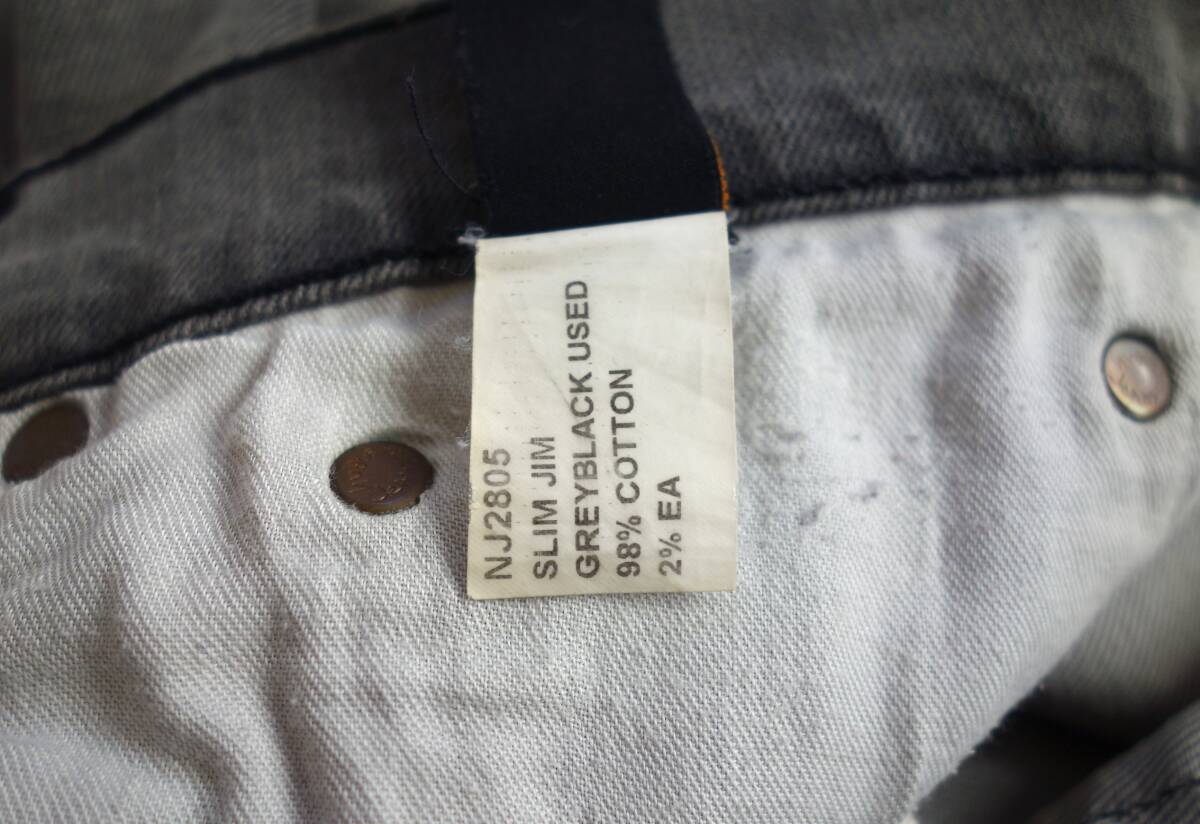 NJ2805
SLIM JIM
GREYBLACK USED
98% COTTON
2% EA